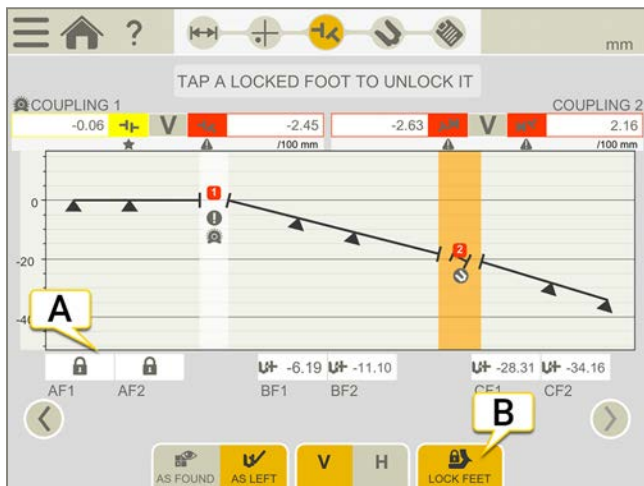 ?
mm
TAP A LOCKED FOOT TO UNLOCK IT
COUPLING 1
COUPLING 2
-0.06 V -2.45
-2.63 V 2.16
/100 mm
/100 mm
1
0
2
-20
A
-40
-6.19 -11.10
-28.31 -34.16
AF1 AF2 BF1 BF2 CF1 CF2
B
AS FOUND AS LEFT V H LOCK FEET